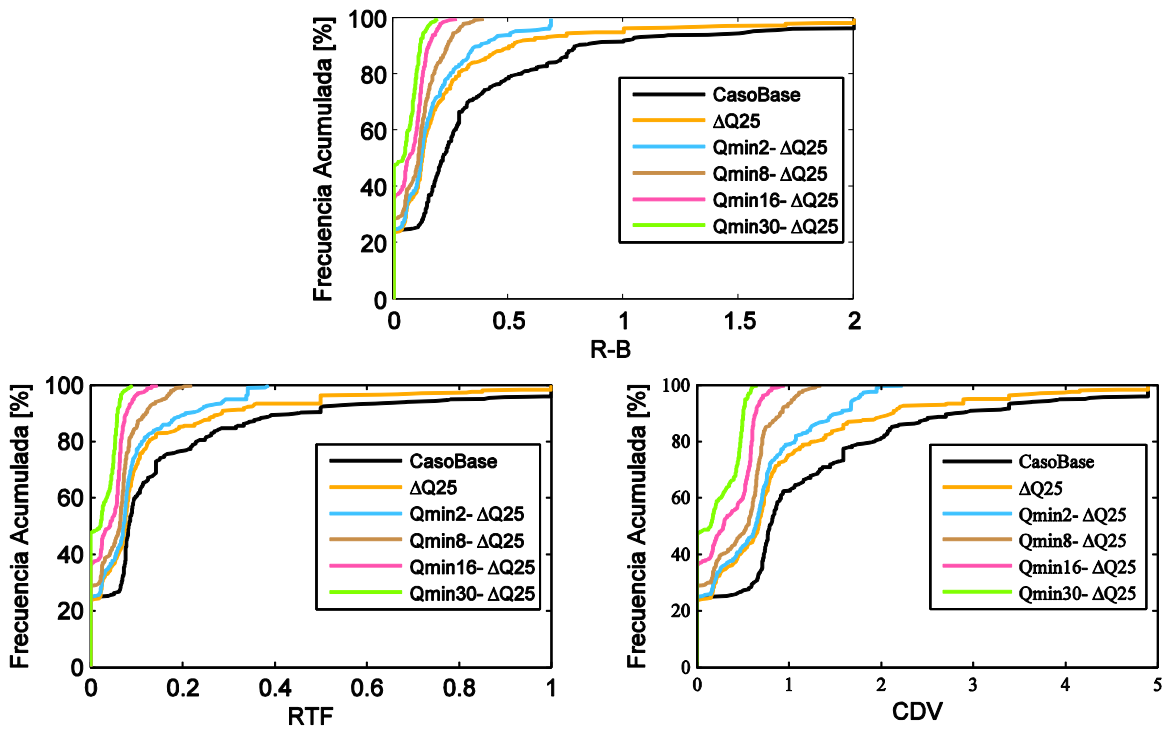 Frecuencia Acumulada [%]
100
80
60
40
20
0
CasoBase
ΔQ25
Qmin2- ΔQ25
Qmin8- ΔQ25
Qmin16- ΔQ25
Qmin30- ΔQ25
0 0.5 1 1.5 2
R-B
Frecuencia Acumulada [%]
100
80
60
40
20
0
CasoBase
ΔQ25
Qmin2- ΔQ25
Qmin8- ΔQ25
Qmin16- ΔQ25
Qmin30- ΔQ25
0 0.2 0.4 0.6 0.8 1
RTF
Frecuencia Acumulada [%]
100
80
60
40
20
0
CasoBase
ΔQ25
Qmin2- ΔQ25
Qmin8- ΔQ25
Qmin16- ΔQ25
Qmin30- ΔQ25
0 1 2 3 4 5
CDV